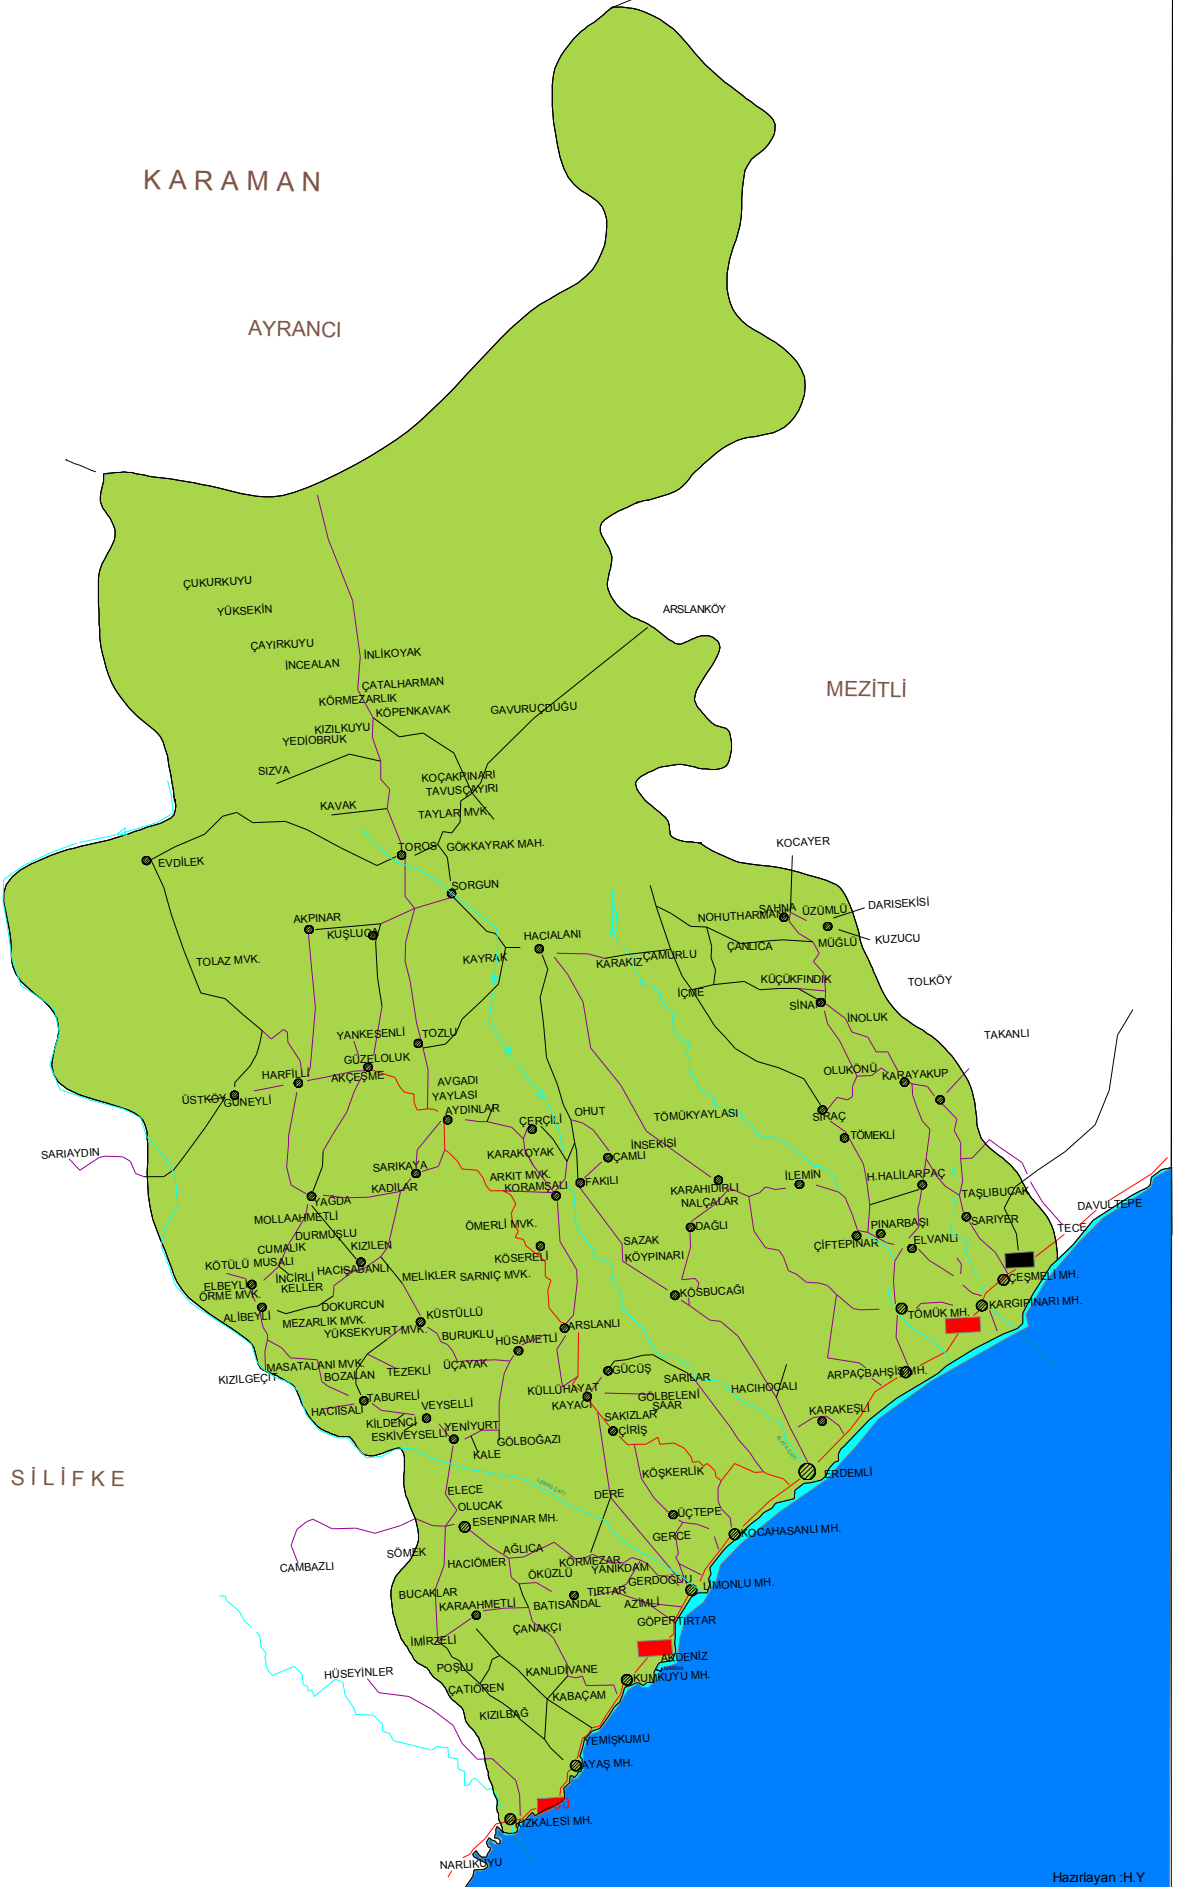 KARAMAN
AYRANCI
ÇUKURKUYU
YÜKSEKİN
ARSLANKÖY
ÇAYIRKUYU
İNLİKOYAK
İNCEALAN
ÇATALHARMAN
MEZİTLİ
KÖRMEZARLIK
KÖPENKAVAK
GAVURUÇDUĞU
KIZILKUYU
YEDİOBRUK
SIZVA
KOÇAKPINARI
TAVUSÇAYIRI
KAVAK
TAYLAR MVK.
TOROS
GÖKKAYRAK MAH.
KOCAYER
EVDİLEK
SORGUN
DARISEKİSİ
SAHNA
ÜZÜMLÜ
NOHUTHARMANI
AKPINAR
KUŞLUCA
HACIALANI
KUZUCU
MÜĞLÜ
ÇANLICA
TOLAZ MVK.
KAYRAK
KARAKIZ
ÇAMURLU
KÜÇÜKFINDIK
TOLKÖY
İÇME
SİNAP
İNOLUK
YANKESENLİ
TOZLU
TAKANLI
GÜZELOLUK
HARFİLLİ
AKÇEŞME
OLUKÖNÜ
KARAYAKUP
AVGADI
YAYLASI
ÜSTKÖY
GÜNEYLİ
AYDINLAR
ÇERÇİLİ
OHUT
TÖMÜKYAYLASI
SIRAÇ
TÖMEKLİ
SARIAYDIN
KARAKOYAK
İNSEKİSİ
ÇAMLI
SARIKAYA
KADILAR
ARKIT MVK.
KORAMŞALI
FAKILI
KARAHIDIRLI
NALÇALAR
İLEMİN
H.HALİLARPAÇ
YAĞDA
TAŞLIBUCAK
DAVULTEPE
MOLLAAHMETLİ
DURMUŞLU
ÖMERLİ MVK.
DAĞLI
PINARBAŞI
SARIYER
TECE
CUMALIK
KIZILEN
SAZAK
KÖYPINARI
ÇİFTEPINAR
ELVANLI
KÖTÜLÜ
MUSALI
KÖSERELİ
HACIŞABANLI
İNCİRLİ
KELLER
MELİKLER
SARNIÇ MVK.
ÇEŞMELİ MH.
ELBEYLİ
ÖRME MVK.
KÖSBUCAĞI
ALİBEYLİ
DOKURCUN
MEZARLIK MVK.
KÜSTÜLLÜ
TÖMÜK MH.
KARGIPINARI MH.
YÜKSEKYURT MVK.
BURUKLU
HÜSAMETLİ
ARSLANLI
KIZILGEÇİT
MASATALANI MVK.
BOZALAN
TEZEKLİ
ÜÇAYAK
GÜCÜŞ
SARILAR
ARPAÇBAHŞİŞ MH.
KÜLLÜHAYAT
KAYACI
GÖLBELENİ
SAAR
HACIHOCALI
HACIİSALI
TABURELİ
VEYSELLİ
SAKIZLAR
KARAKEŞLİ
KİLDENÇİ
ESKİVEYSELLİ
YENİYURT
ÇİRİŞ
KALE
GÖLBOĞAZI
SİLİFKE
ALATA ÇAYI
ERDEMLİ
KÖŞKERLİK
ELECE
LEMAS ÇAYI
DERE
OLUCAK
ESENPINAR MH.
ÜÇTEPE
GERCE
KOCAHASANLI MH.
SÖMEK
CAMBAZLI
AĞLICA
HACIÖMER
KÖRMEZAR
ÖKÜZLÜ
YANIKDAM
GERDOĞDU
LİMONLU MH.
BUCAKLAR
TIRTAR
KARAAHMETLİ
BATISANDAL
AZİMLİ
ÇANAKÇI
GÖPERTIRTAR
İMİRZELİ
AKDENİZ
MARİNA
HÜSEYİNLER
POŞLU
KANLIDİVANE
KUMKUYU MH.
ÇATIÖREN
KABAÇAM
KIZILBAĞ
YEMİŞKUMU
AYAŞ MH.
KIZKALESİ MH.
NARLIKUYU
Hazırlayan :H.Y